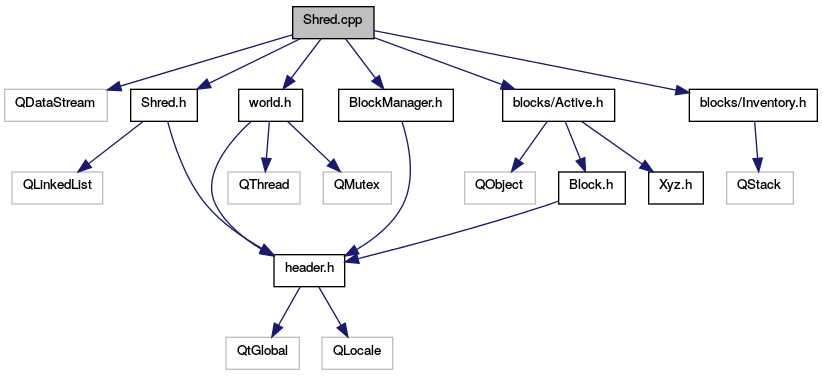 Shred.cpp
QDataStream
Shred.h
world.h
BlockManager.h
blocks/Active.h
blocks/Inventory.h
QLinkedList
QThread
QMutex
QObject
Block.h
Xyz.h
QStack
header.h
QtGlobal
QLocale